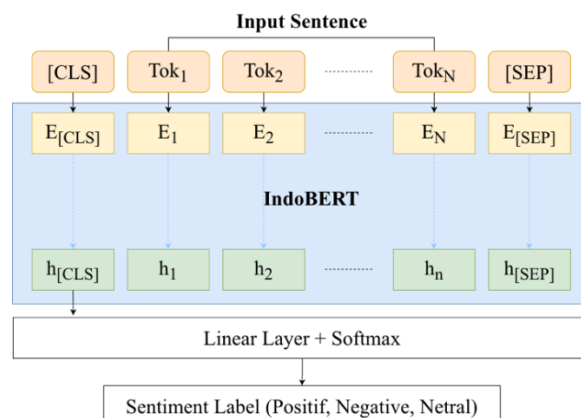 Input Sentence
[CLS] Tok1 Tok2 TokN [SEP]
E[CLS] E1 E2 EN E[SEP]
IndoBERT
h[CLS] h1 h2 hn h[SEP]
Linear Layer + Softmax
Sentiment Label (Positif, Negative, Netral)